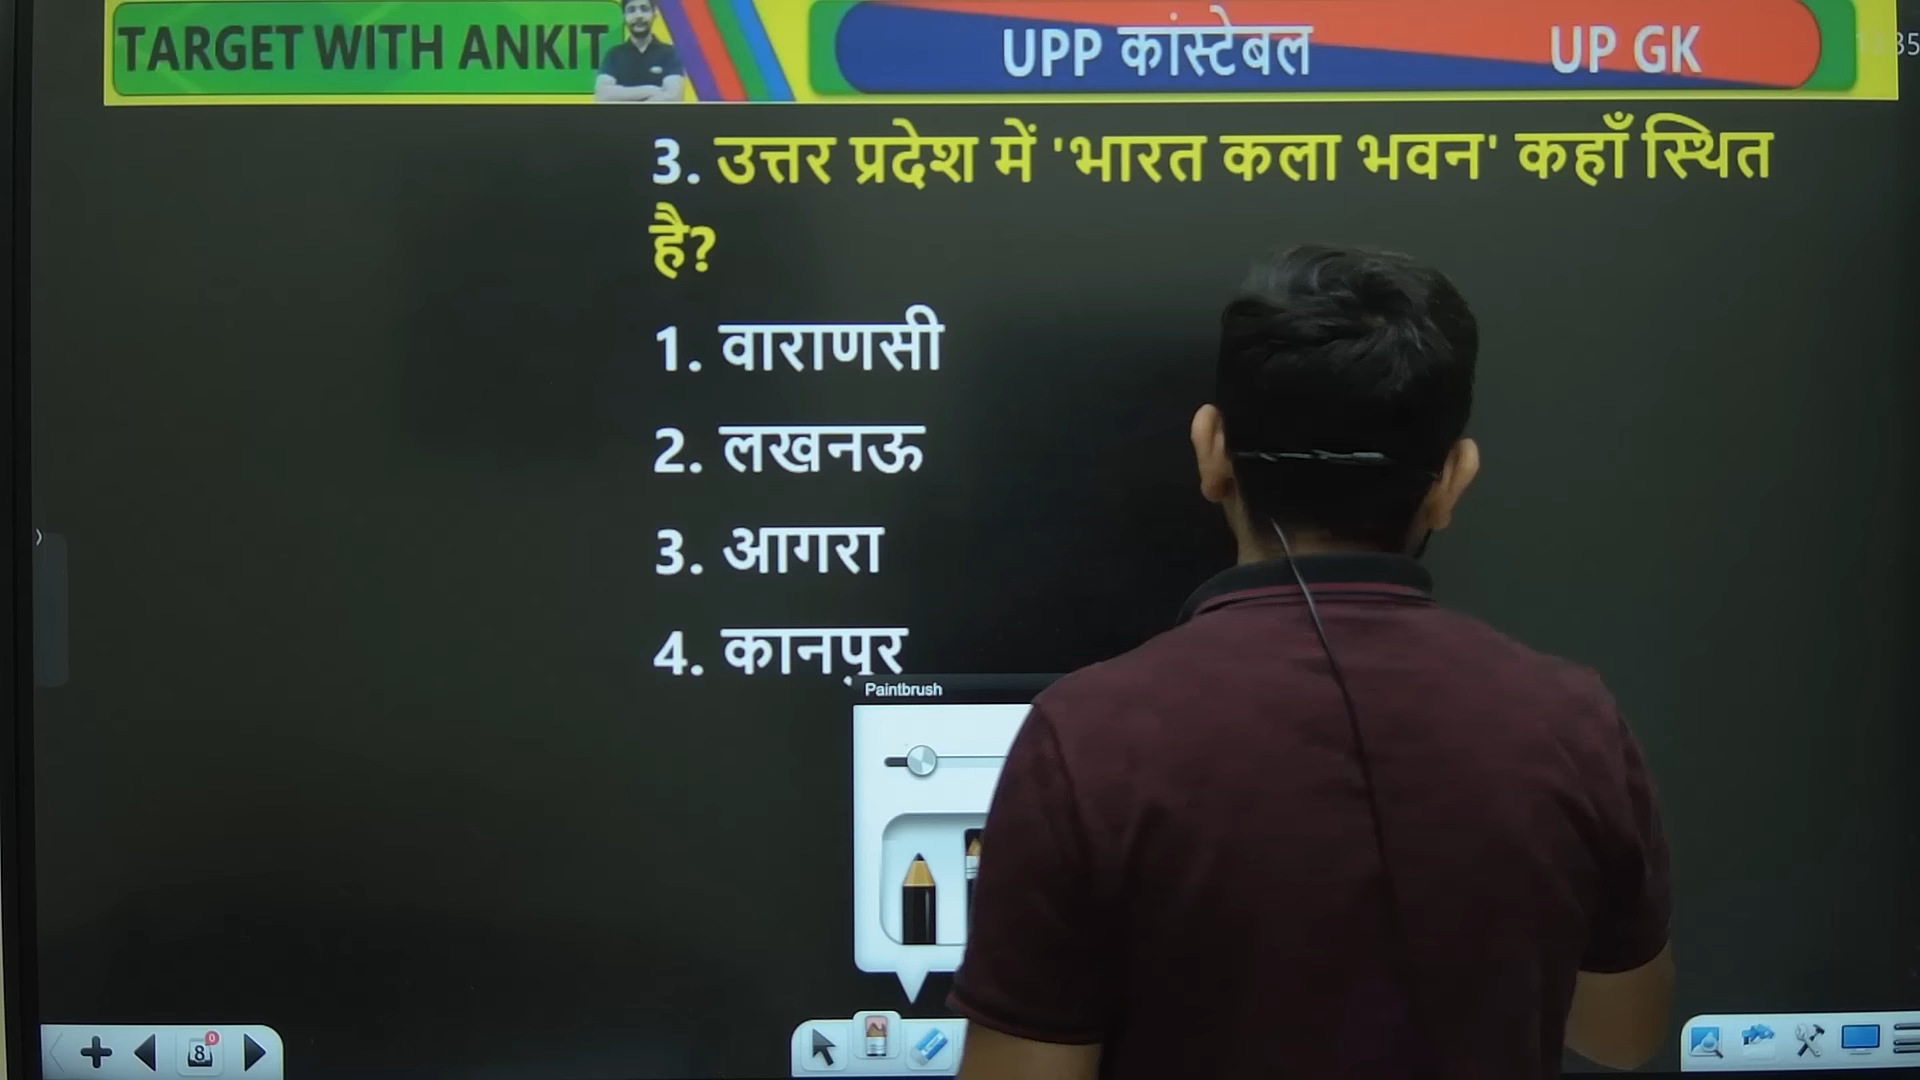 TARGET WITH ANKIT
UPP कांस्टेबल UP GK
3. उत्तर प्रदेश में 'भारत कला भवन' कहाँ स्थित
है?
1. वाराणसी
2. लखनऊ
3. आगरा
4. कानपुर
Paintbrush
8
0